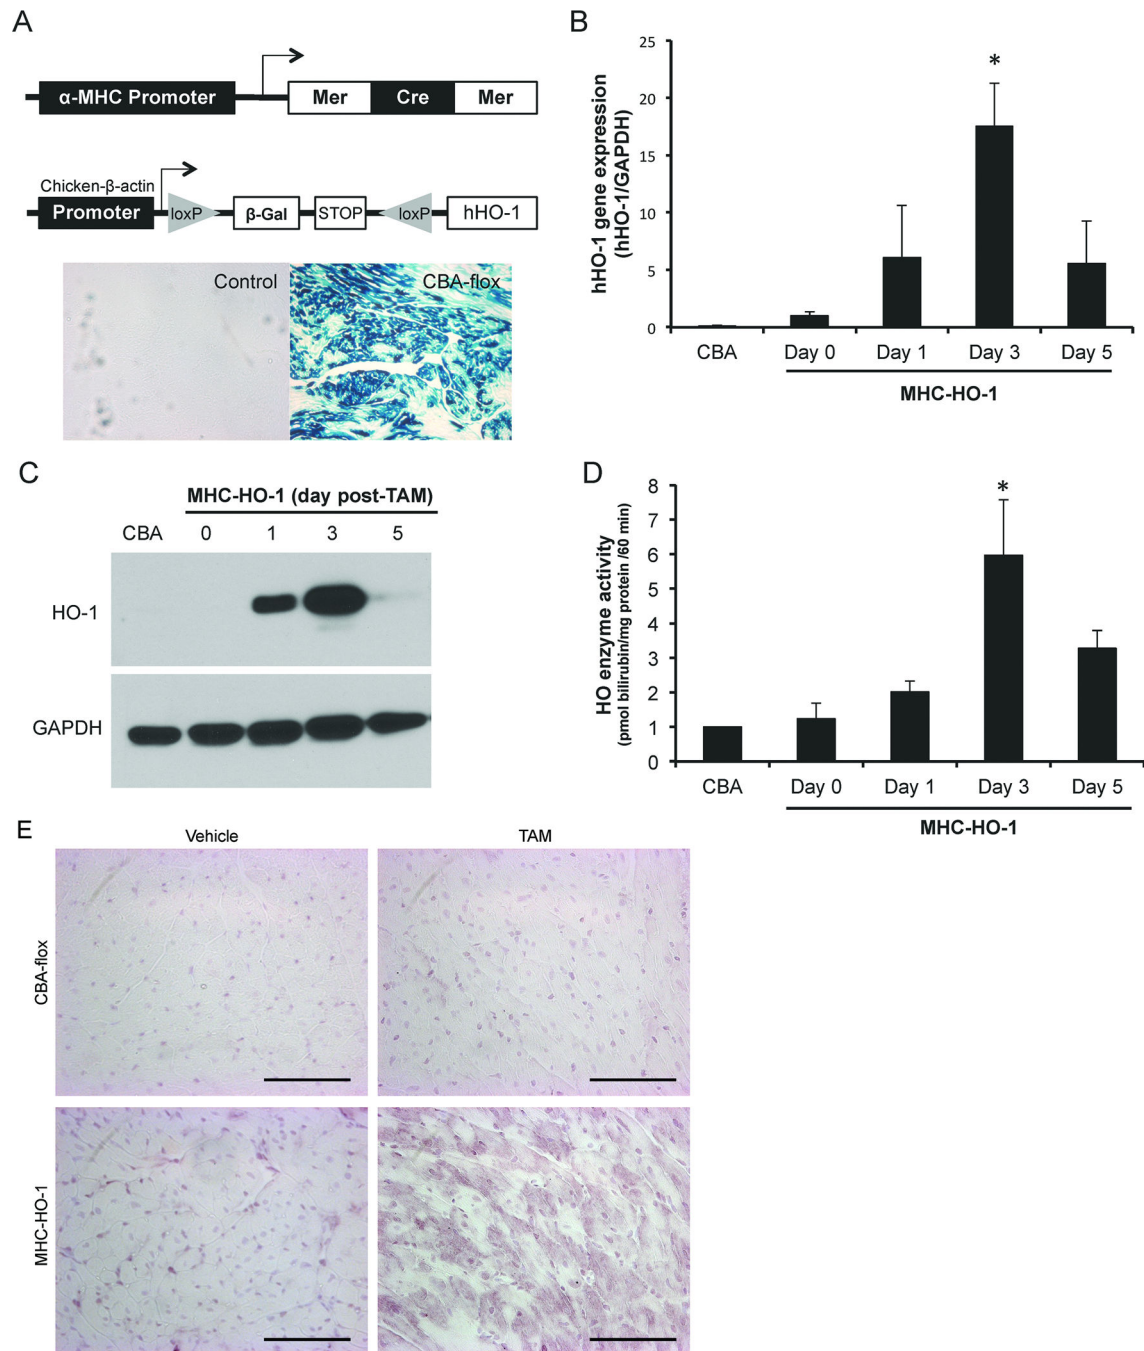 A
α-MHC Promoter
Mer
Cre
Mer
Chicken-β-actin
Promoter
loxP
β-Gal
STOP
loxP
hHO-1
Control
CBA-flox
B
hHO-1 gene expression
(hHO-1/GAPDH)
25
20
15
10
5
0
*
CBA
Day 0
Day 1
Day 3
Day 5
MHC-HO-1
C
MHC-HO-1 (day post-TAM)
CBA
0
1
3
5
HO-1
GAPDH
D
HO enzyme activity
(pmol bilirubin/mg protein /60 min)
8
7
6
5
4
3
2
1
0
*
CBA
Day 0
Day 1
Day 3
Day 5
MHC-HO-1
E
Vehicle
TAM
CBA-flox
MHC-HO-1